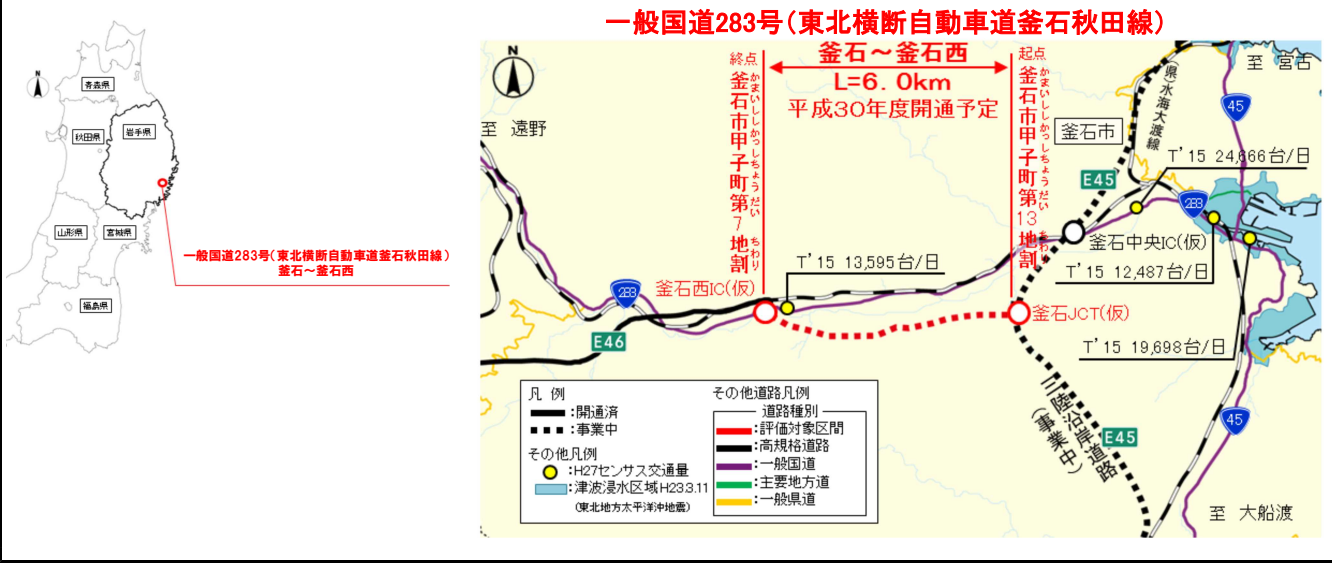 一般国道283号(東北横断自動車道釜石秋田線)
N
青森県
秋田県
岩手県
山形県
宮城県
福島県
一般国道283号(東北横断自動車道釜石秋田線)
釜石~釜石西
N
終点
釜石市甲子町第7地割
かまいししかっしちょうだい
ちわり
釜石~釜石西
L=6.0km
平成30年度開通予定
起点
釜石市甲子町第13地割
かまいししかっしちょうだい
ちわり
至 宮古
至 遠野
(県)水海大渡線
釜石市
45
T'15 24,666台/日
E45
283
釜石中央IC(仮)
T'15 12,487台/日
T'15 13,595台/日
釜石西IC(仮)
283
釜石JCT(仮)
E46
T'15 19,698台/日
三陸沿岸道路
(事業中)
E45
45
至 大船渡
凡 例
:開通済
:事業中
その他凡例
:H27センサス交通量
:津波浸水区域H23.3.11
(東北地方太平洋沖地震)
その他道路凡例
道路種別
:評価対象区間
:高規格道路
:一般国道
:主要地方道
:一般県道